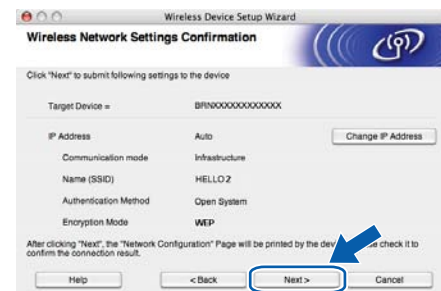 Wireless Device Setup Wizard
Wireless Network Settings Confirmation
Click "Next" to submit following settings to the device
Target Device = BRNXXXXXXXXXXXX
IP Address Auto Change IP Address
Communication mode Infrastructure
Name (SSID) HELLO2
Authentication Method Open System
Encryption Mode WEP
After clicking "Next", the "Network Configuration" Page will be printed by the check it to
confirm the connection result.
Help < Back Next > Cancel